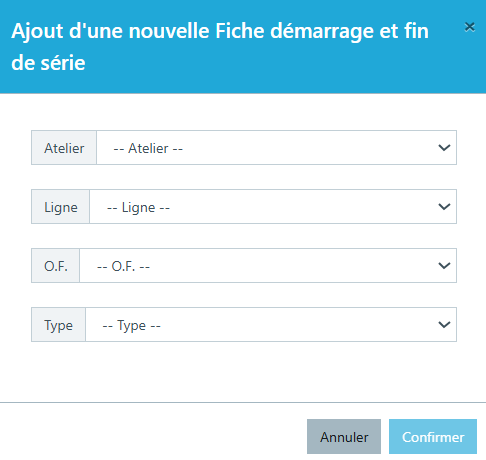 Ajout d'une nouvelle Fiche démarrage et fin
de série
×
Atelier -- Atelier --
Ligne -- Ligne --
O.F. -- O.F. --
Type -- Type --
Annuler Confirmer